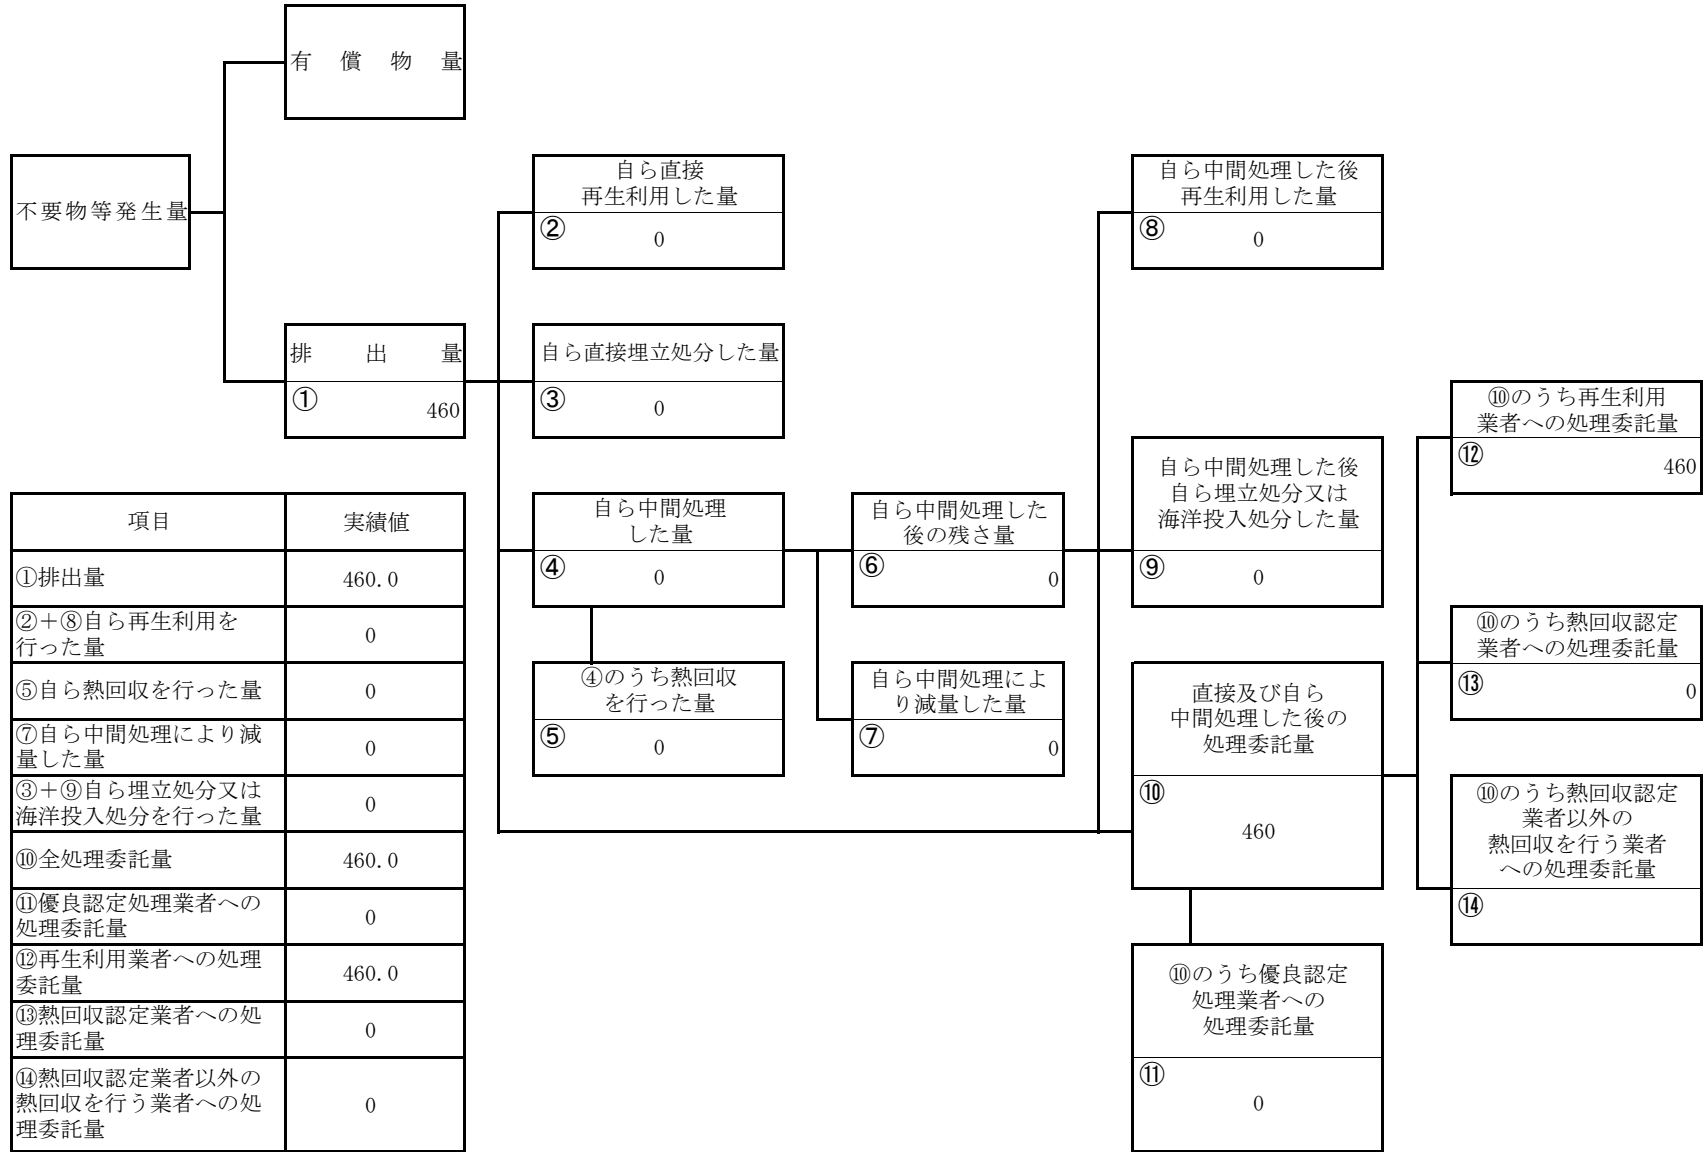 有償物量
不要物等発生量
排出量
①
460
自ら直接
再生利用した量
②
0
自ら直接埋立処分した量
③
0
自ら中間処理
した量
④
0
④のうち熱回収
を行った量
⑤
0
自ら中間処理した
後の残さ量
⑥
0
自ら中間処理によ
り減量した量
⑦
0
自ら中間処理した後
再生利用した量
⑧
0
自ら中間処理した後
自ら埋立処分又は
海洋投入処分した量
⑨
0
直接及び自ら
中間処理した後の
処理委託量
⑩
460
⑩のうち優良認定
処理業者への
処理委託量
⑪
0
⑩のうち再生利用
業者への処理委託量
⑫
460
⑩のうち熱回収認定
業者への処理委託量
⑬
0
⑩のうち熱回収認定
業者以外の
熱回収を行う業者
への処理委託量
⑭
項目 実績値
①排出量 460.0
②＋⑧自ら再生利用を
行った量
0
⑤自ら熱回収を行った量 0
⑦自ら中間処理により減
量した量
0
③＋⑨自ら埋立処分又は
海洋投入処分を行った量
0
⑩全処理委託量 460.0
⑪優良認定処理業者への
処理委託量
0
⑫再生利用業者への処理
委託量
460.0
⑬熱回収認定業者への処
理委託量
0
⑭熱回収認定業者以外の
熱回収を行う業者への処
理委託量
0